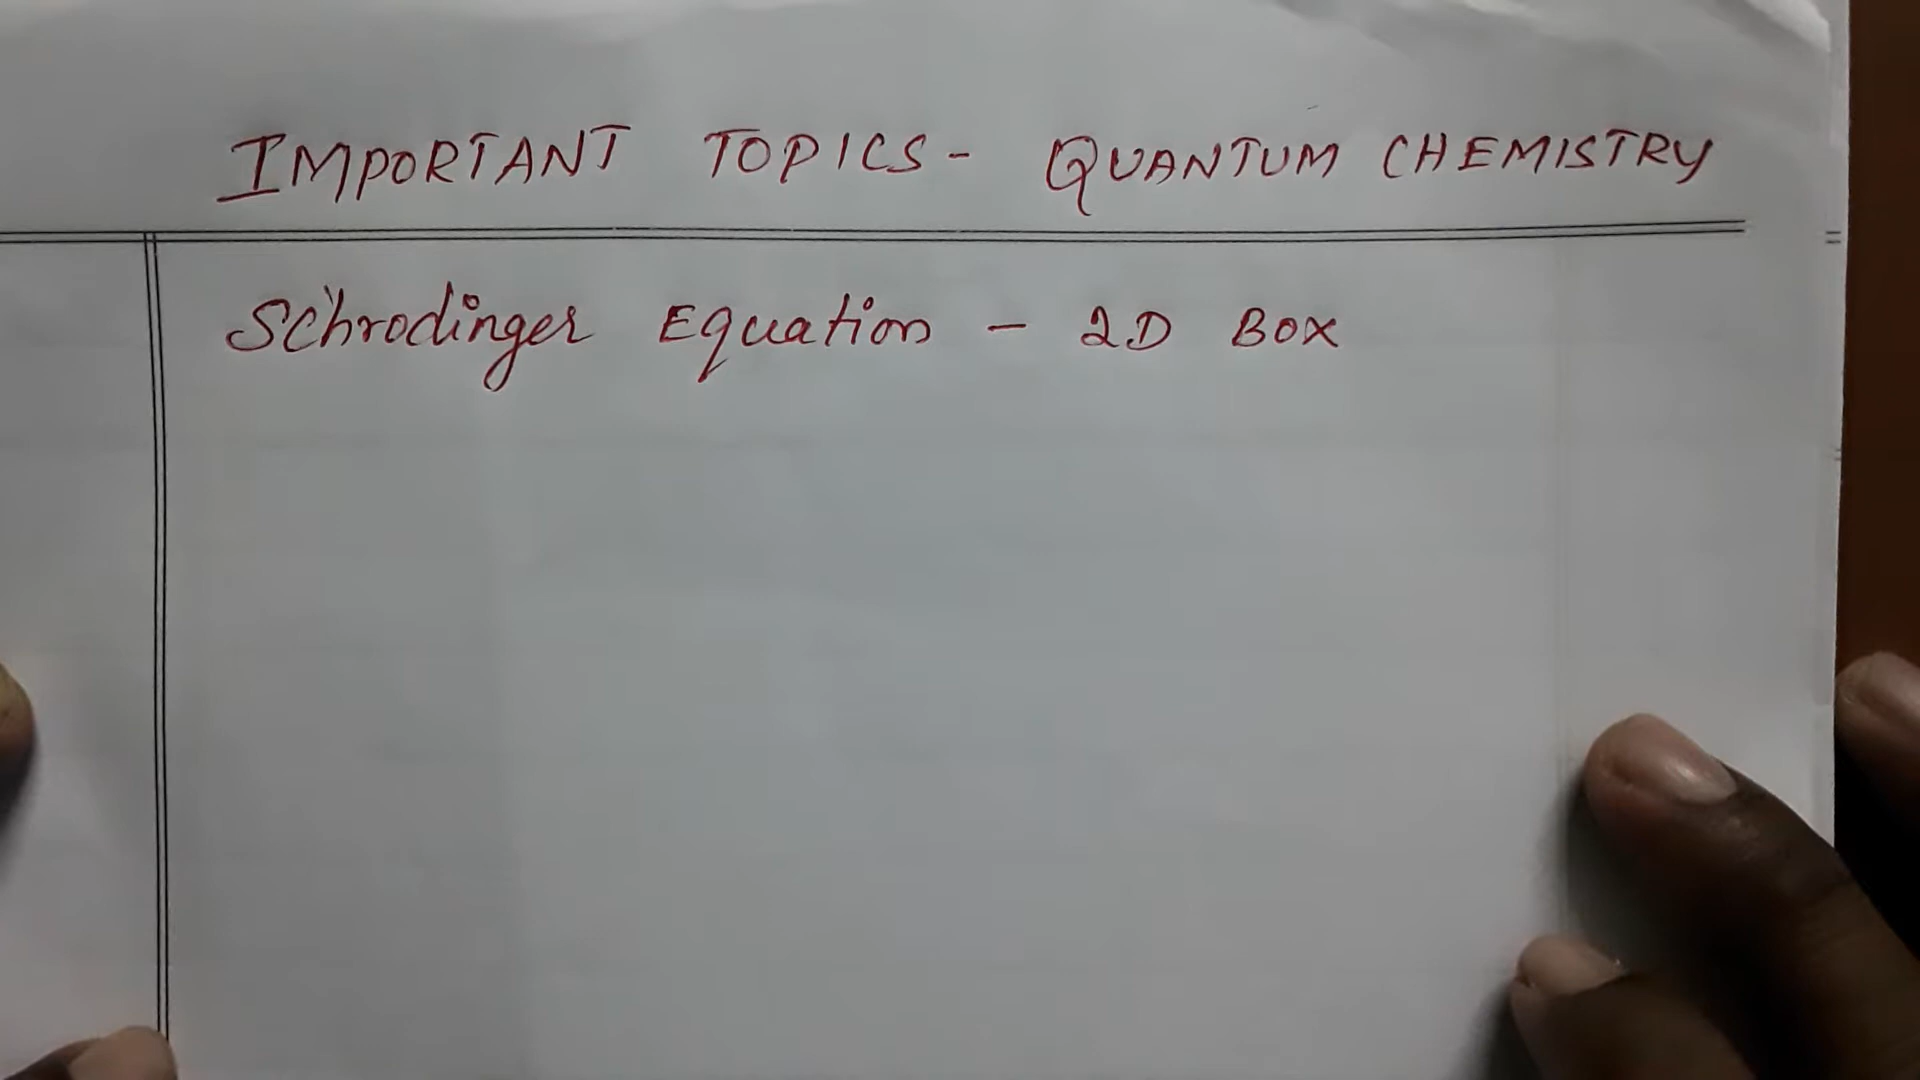 IMPORTANT TOPICS - QUANTUM CHEMISTRY
Schrodinger Equation - 2D BOX